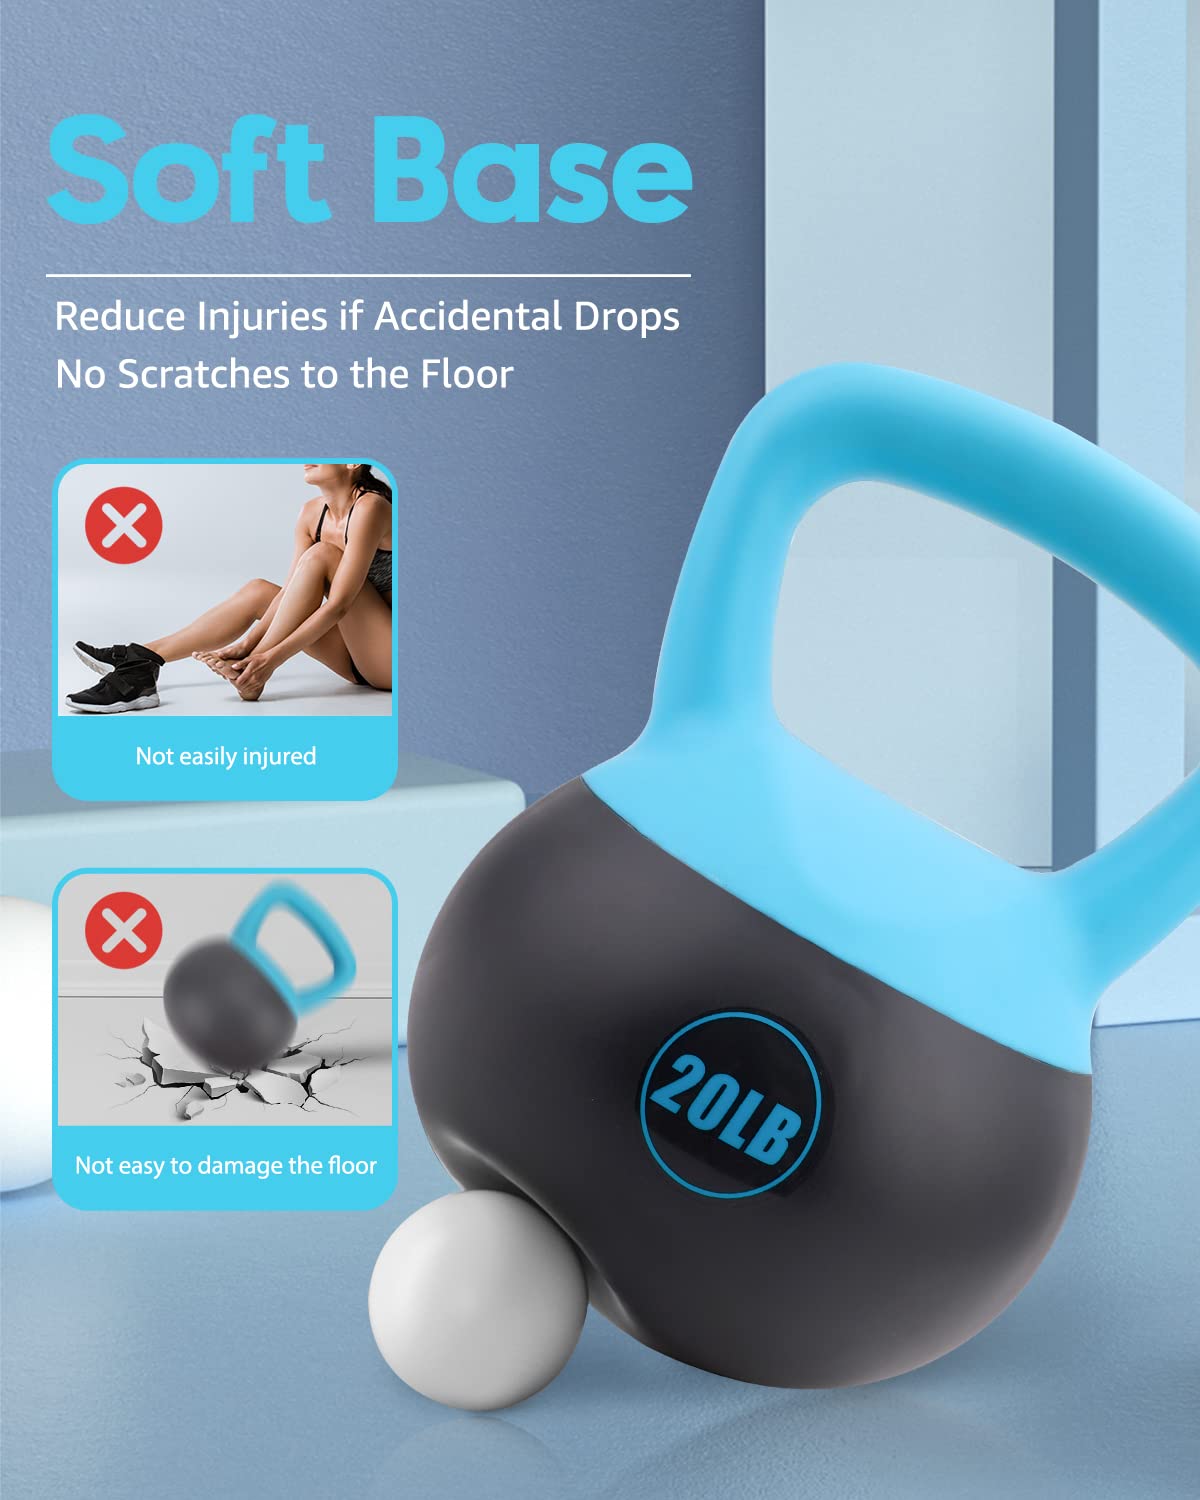 Soft Base
Reduce Injuries if Accidental Drops
No Scratches to the Floor
Not easily injured
Not easy to damage the floor
20LB